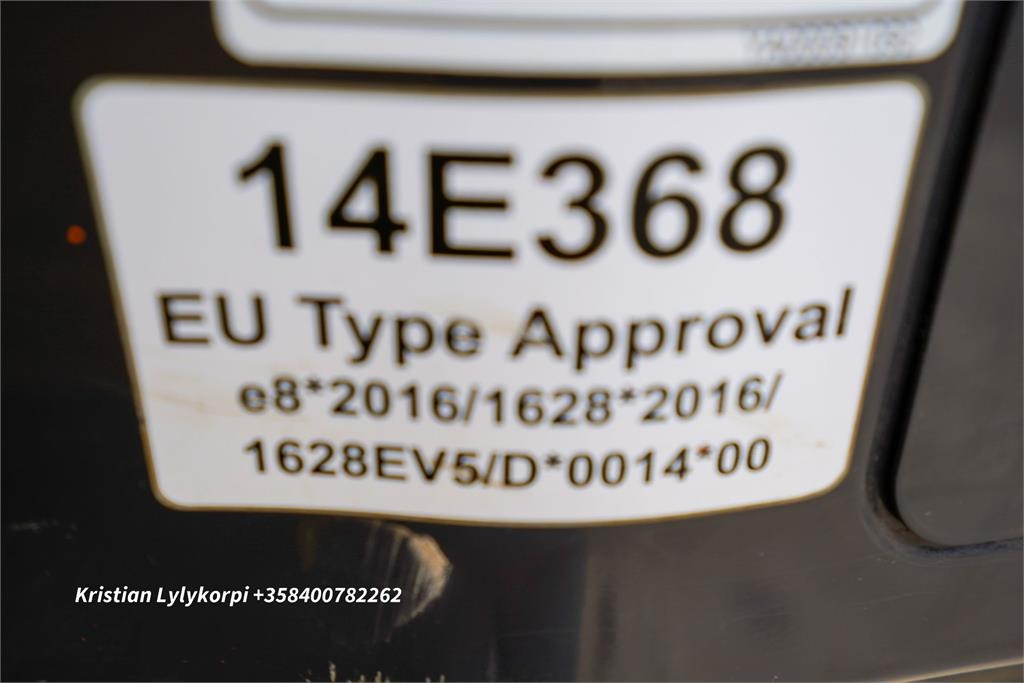 14E368
EU Type Approval
e8*2016/1628*2016/
1628EV5/D*0014*00
Kristian Lylykorpi +358400782262